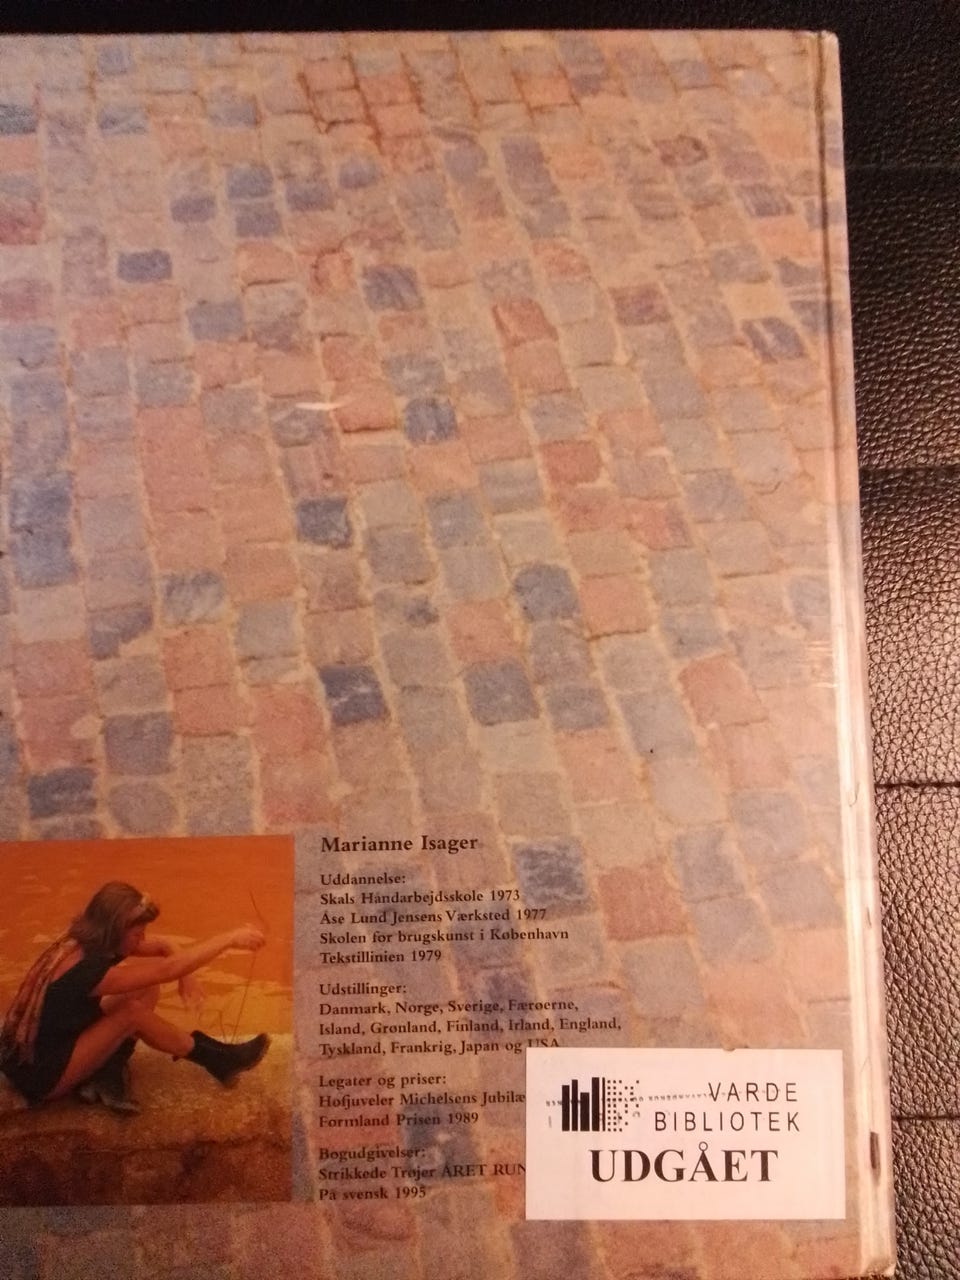 Marianne Isager
Uddannelse:
Skals Håndarbejdsskole 1973
Åse Lund Jensens Værksted 1977
Skolen for brugskunst i København
Tekstillinien 1979
Udstillinger:
Danmark, Norge, Sverige, Færøerne,
Island, Grønland, Finland, Irland, England,
Tyskland, Frankrig, Japan og USA
Legater og priser:
Hofjuveler Michelsens
Formland Prisen 1989
Bogudgivelser:
Strikkede Trøjer ÅRET
På svensk 1995
VARDE
BIBLIOTEK
UDGÅET